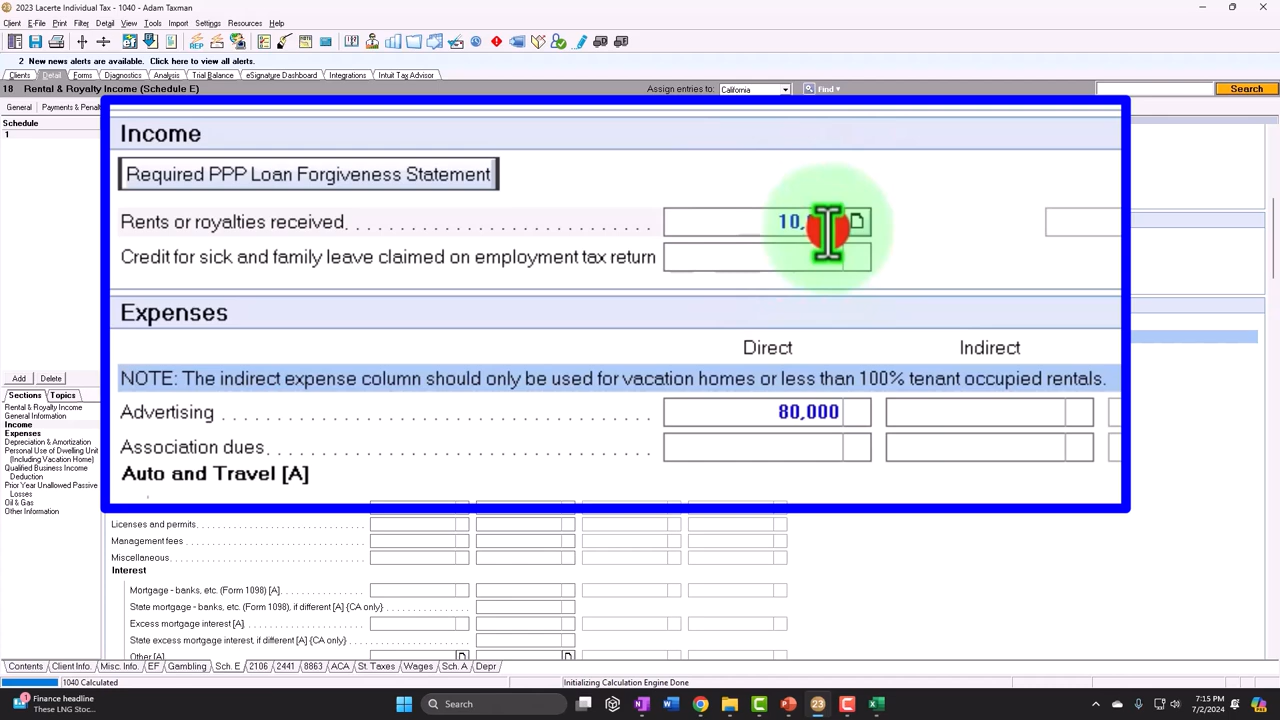 2023 Lacerte Individual Tax - 1040 - Adam Taxman
Client E-File Print Filter Detail View Tools Import Settings Resources Help
REP
2 New news alerts are available. Click here to view all alerts.
Clients Detail Forms Diagnostics Analysis Trial Balance eSignature Dashboard Integrations Intuit Tax Advisor
18 Rental & Royalty Income (Schedule E) Assign entries to: California Find Search
General Payments &
Schedule
1
Income
Required PPP Loan Forgiveness Statement
Rents or royalties received 10,
Credit for sick and family leave claimed on employment tax return
Expenses
Direct Indirect
NOTE: The indirect expense column should only be used for vacation homes or less than 100% tenant occupied rentals.
Advertising 80,000
Association dues
Auto and Travel [A]
Add Delete
Sections Topics
Rental & Royalty Income
General Information
Income
Expenses
Depreciation & Amortization
Personal Use of Dwelling Unit
(Including Vacation Home)
Qualified Business Income
Deduction
Prior Year Unallowed Passive
Losses
Oil & Gas
Other Information
Licenses and permits
Management fees
Miscellaneous
Interest
Mortgage - banks, etc. (Form 1098) [A]
State mortgage - banks, etc. (Form 1098), if different [A] {CA only}
Excess mortgage interest [A]
State excess mortgage interest, if different [A] {CA only}
Other [A]
Contents Client Info. Misc. Info. EF Gambling Sch. E 2106 2441 8863 ACA St. Taxes Wages Sch. A Depr
1040 Calculated Initializing Calculation Engine Done
1 Finance headline
These LNG Stoc...
Search
23
7:15 PM
7/2/2024